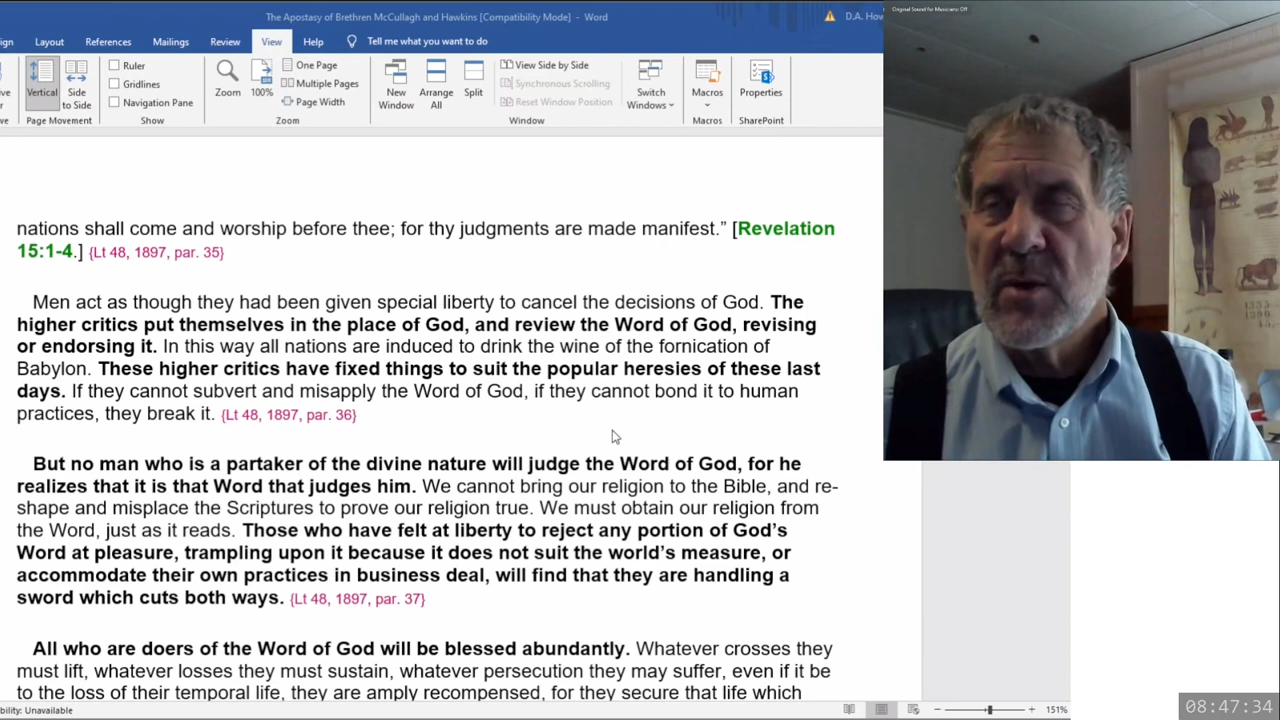 Original Sound for Musicians: Off
The Apostasy of Brethren McCullagh and Hawkins [Compatibility Mode] - Word
D.A. How
ign Layout References Mailings Review View Help Tell me what you want to do
Ruler
Gridlines
Navigation Pane
One Page
Multiple Pages
Page Width
View Side by Side
Synchronous Scrolling
Reset Window Position
Vertical
Side
to Side
Zoom
100%
New
Window
Arrange
All
Split
Switch
Windows
Macros
Properties
Page Movement
Show
Zoom
Window
Macros
SharePoint
nations shall come and worship before thee; for thy judgments are made manifest.” [Revelation
15:1-4.] {Lt 48, 1897, par. 35}
Men act as though they had been given special liberty to cancel the decisions of God. The
higher critics put themselves in the place of God, and review the Word of God, revising
or endorsing it. In this way all nations are induced to drink the wine of the fornication of
Babylon. These higher critics have fixed things to suit the popular heresies of these last
days. If they cannot subvert and misapply the Word of God, if they cannot bond it to human
practices, they break it. {Lt 48, 1897, par. 36}
But no man who is a partaker of the divine nature will judge the Word of God, for he
realizes that it is that Word that judges him. We cannot bring our religion to the Bible, and re-
shape and misplace the Scriptures to prove our religion true. We must obtain our religion from
the Word, just as it reads. Those who have felt at liberty to reject any portion of God’s
Word at pleasure, trampling upon it because it does not suit the world’s measure, or
accommodate their own practices in business deal, will find that they are handling a
sword which cuts both ways. {Lt 48, 1897, par. 37}
All who are doers of the Word of God will be blessed abundantly. Whatever crosses they
must lift, whatever losses they must sustain, whatever persecution they may suffer, even if it be
to the loss of their temporal life, they are amply recompensed, for they secure that life which
bility: Unavailable
151%
08:47:34